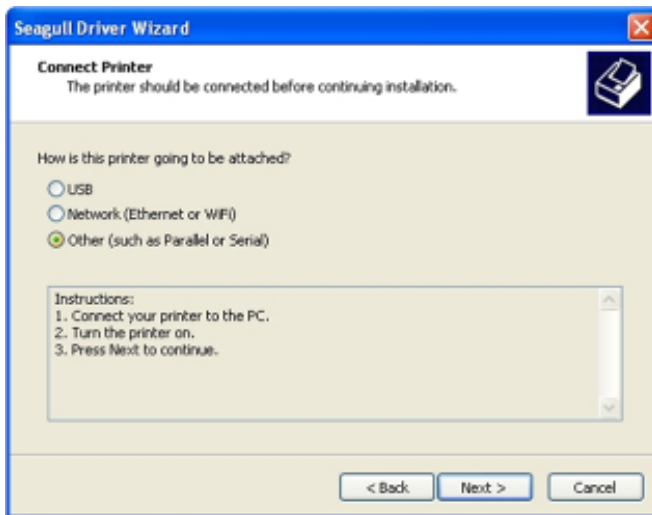 Seagull Driver Wizard
Connect Printer
The printer should be connected before continuing installation.
How is this printer going to be attached?
USB
Network (Ethernet or WiFi)
Other (such as Parallel or Serial)
Instructions:
1. Connect your printer to the PC.
2. Turn the printer on.
3. Press Next to continue.
< Back Next > Cancel